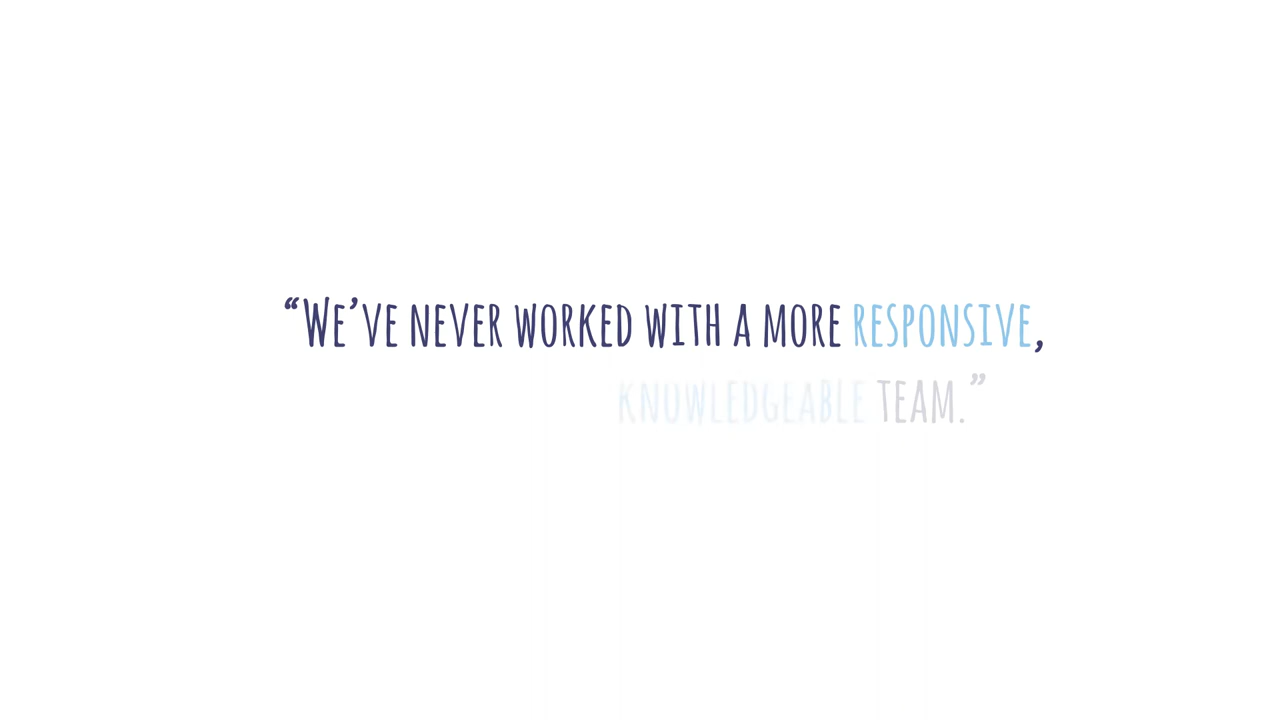 “We’ve never worked with a more responsive,
knowledgeable team.”